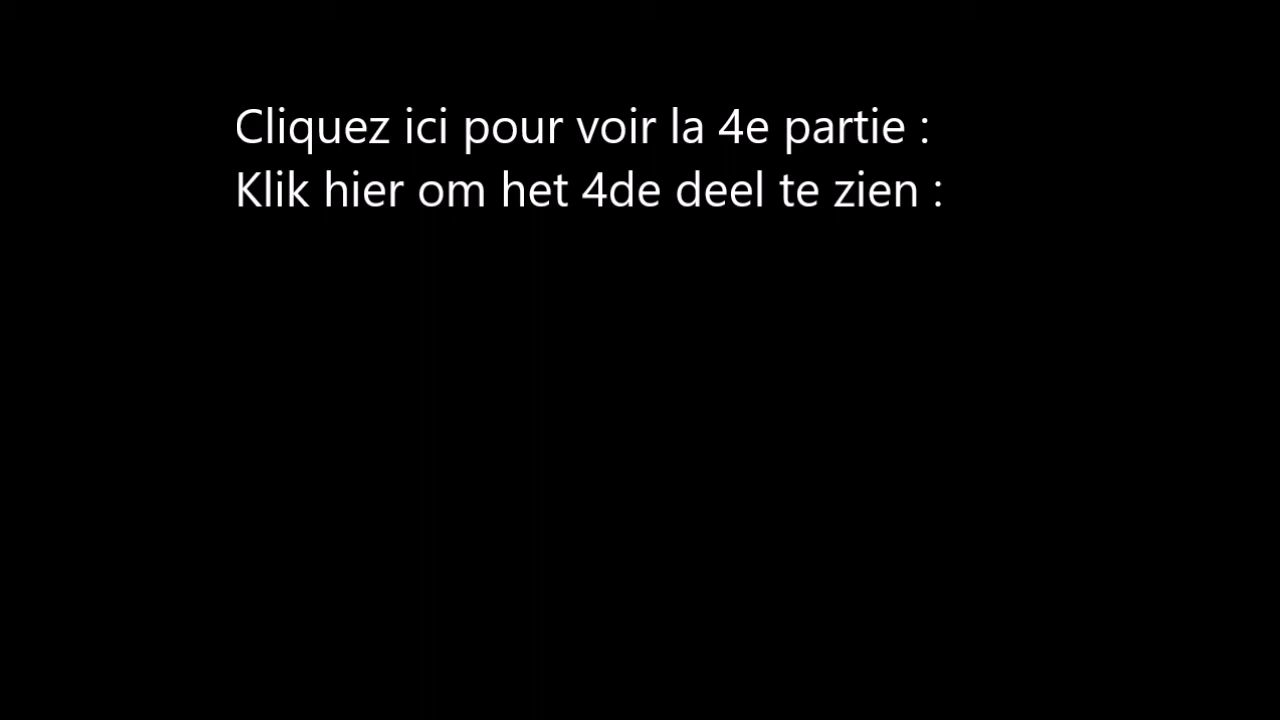 Cliquez ici pour voir la 4e partie :
Klik hier om het 4de deel te zien :